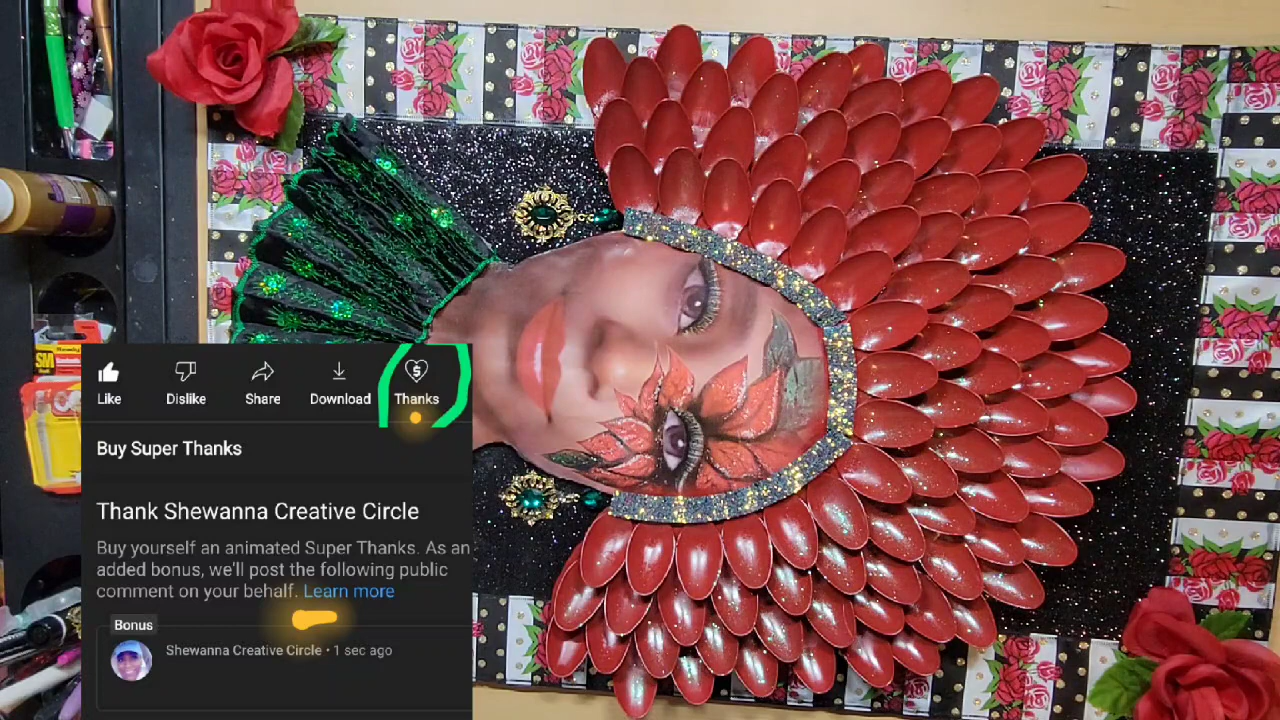 SM
Like
Dislike
Share
Download
Thanks
Buy Super Thanks
Thank Shewanna Creative Circle
Buy yourself an animated Super Thanks. As an
added bonus, we'll post the following public
comment on your behalf. Learn more
Bonus
Shewanna Creative Circle • 1 sec ago